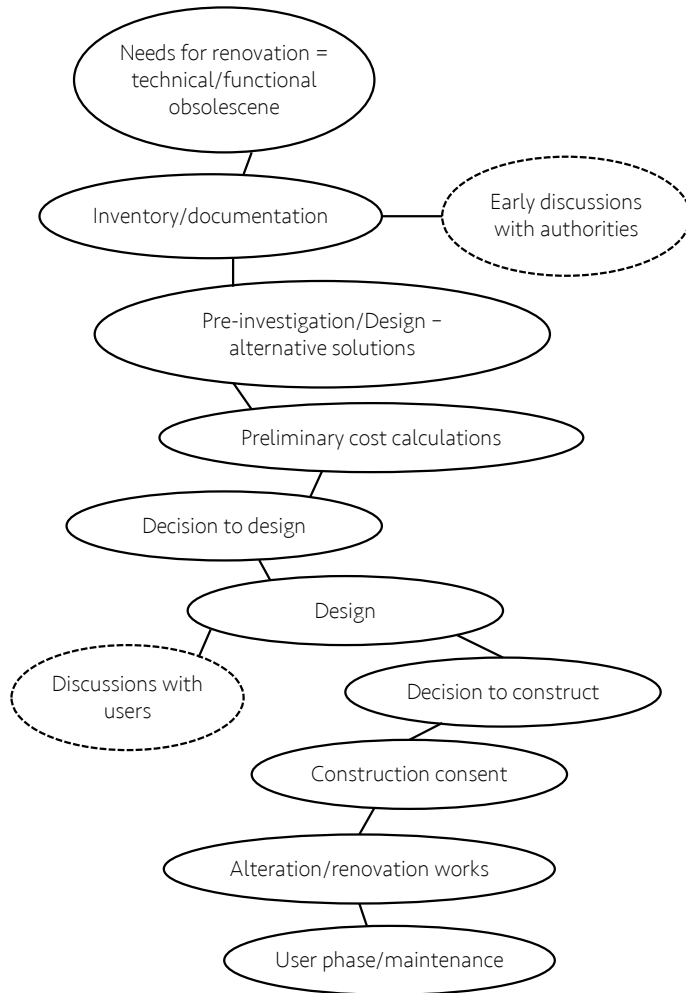 Needs for renovation =
technical/functional
obsolescene
Inventory/documentation
Early discussions
with authorities
Pre-investigation/Design –
alternative solutions
Preliminary cost calculations
Decision to design
Design
Discussions with
users
Decision to construct
Construction consent
Alteration/renovation works
User phase/maintenance